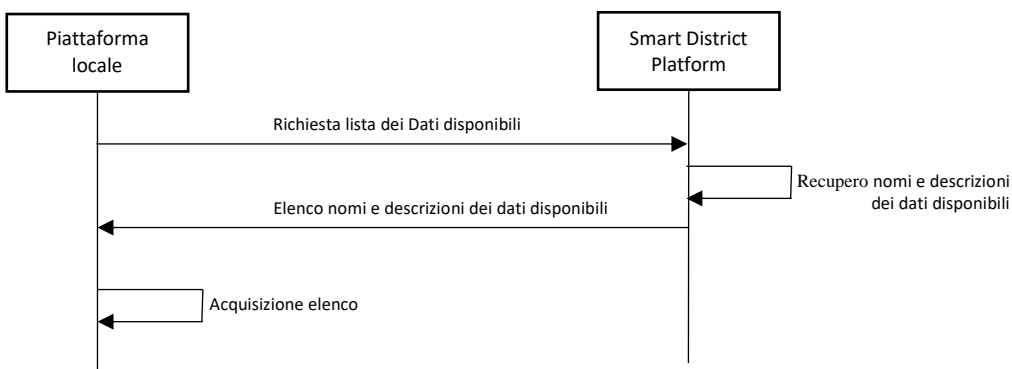 Piattaforma
locale
Smart District
Platform
Richiesta lista dei Dati disponibili
Recupero nomi e descrizioni
dei dati disponibili
Elenco nomi e descrizioni dei dati disponibili
Acquisizione elenco